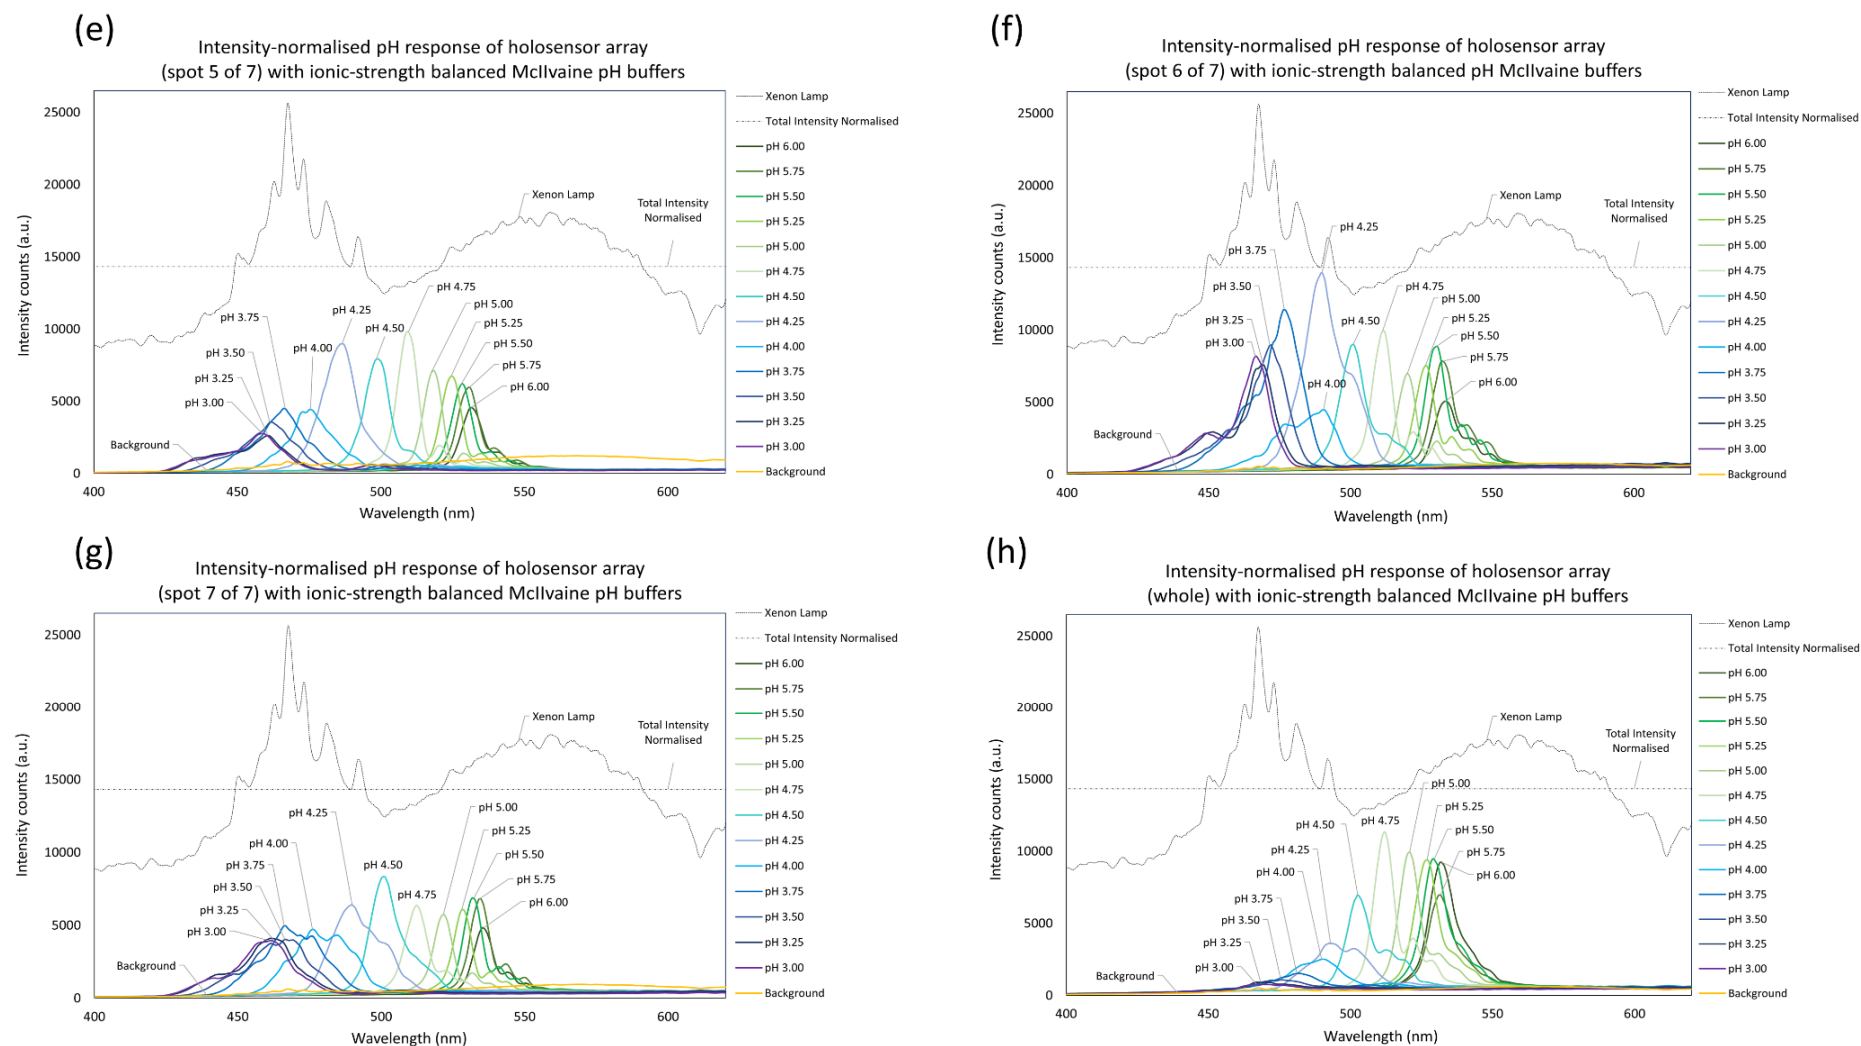 (e)
Intensity-normalised pH response of holosensor array
(spot 5 of 7) with ionic-strength balanced McIlvaine pH buffers
Intensity counts (a.u.)
25000
20000
15000
10000
5000
0
400
450
500
550
600
Wavelength (nm)
Xenon Lamp
Total Intensity
Normalised
pH 3.75
pH 4.25
pH 4.75
pH 5.00
pH 4.50
pH 5.25
pH 4.00
pH 5.50
pH 3.50
pH 5.75
pH 3.25
pH 6.00
pH 3.00
Background
Xenon Lamp
Total Intensity Normalised
pH 6.00
pH 5.75
pH 5.50
pH 5.25
pH 5.00
pH 4.75
pH 4.50
pH 4.25
pH 4.00
pH 3.75
pH 3.50
pH 3.25
pH 3.00
Background
(f)
Intensity-normalised pH response of holosensor array
(spot 6 of 7) with ionic-strength balanced pH McIlvaine buffers
Intensity counts (a.u.)
25000
20000
15000
10000
5000
0
400
450
500
550
600
Wavelength (nm)
Xenon Lamp
Total Intensity
Normalised
pH 4.25
pH 3.75
pH 3.50
pH 4.75
pH 5.00
pH 3.25
pH 4.50
pH 5.25
pH 3.00
pH 5.50
pH 5.75
pH 4.00
pH 6.00
Background
Xenon Lamp
Total Intensity Normalised
pH 6.00
pH 5.75
pH 5.50
pH 5.25
pH 5.00
pH 4.75
pH 4.50
pH 4.25
pH 4.00
pH 3.75
pH 3.50
pH 3.25
pH 3.00
Background
(g)
Intensity-normalised pH response of holosensor array
(spot 7 of 7) with ionic-strength balanced McIlvaine pH buffers
Intensity counts (a.u.)
25000
20000
15000
10000
5000
0
400
450
500
550
600
Wavelength (nm)
Xenon Lamp
Total Intensity
Normalised
pH 4.25
pH 5.00
pH 5.25
pH 4.00
pH 5.50
pH 3.75
pH 4.50
pH 5.75
pH 3.50
pH 4.75
pH 6.00
pH 3.25
pH 3.00
Background
Xenon Lamp
Total Intensity Normalised
pH 6.00
pH 5.75
pH 5.50
pH 5.25
pH 5.00
pH 4.75
pH 4.50
pH 4.25
pH 4.00
pH 3.75
pH 3.50
pH 3.25
pH 3.00
Background
(h)
Intensity-normalised pH response of holosensor array
(whole) with ionic-strength balanced McIlvaine pH buffers
Intensity counts (a.u.)
25000
20000
15000
10000
5000
0
400
450
500
550
600
Wavelength (nm)
Xenon Lamp
Total Intensity
Normalised
pH 5.00
pH 5.25
pH 4.50
pH 4.75
pH 5.50
pH 4.25
pH 5.75
pH 4.00
pH 6.00
pH 3.75
pH 3.50
pH 3.25
pH 3.00
Background
Xenon Lamp
Total Intensity Normalised
pH 6.00
pH 5.75
pH 5.50
pH 5.25
pH 5.00
pH 4.75
pH 4.50
pH 4.25
pH 4.00
pH 3.75
pH 3.50
pH 3.25
pH 3.00
Background